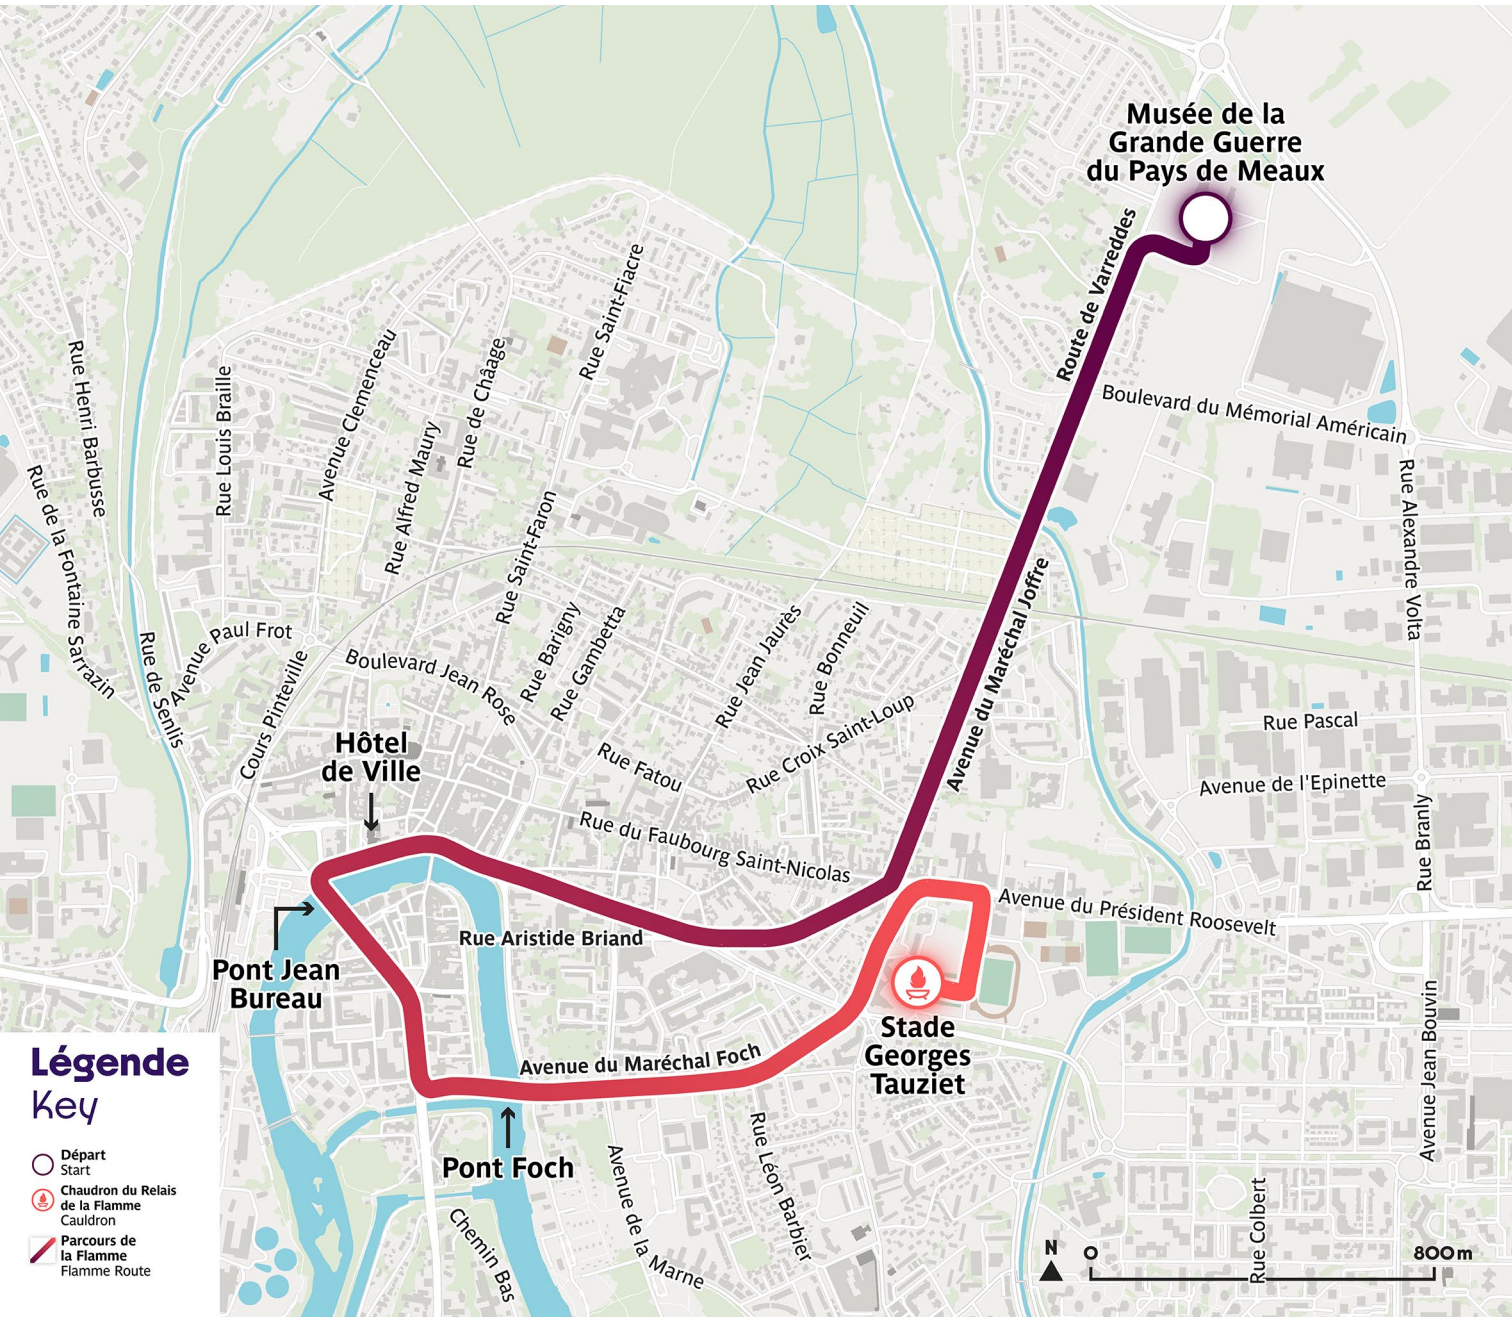 Musée de la
Grande Guerre
du Pays de Meaux
Route de Varreddes
Boulevard du Mémorial Américain
Rue Saint-Fiacre
Avenue Clemenceau
Rue de Châage
Rue Henri Barbusse
Rue Louis Braille
Rue Alfred Maury
Rue de la Fontaine Sarrazin
Rue Saint-Faron
Rue Alexandre Volta
Avenue du Maréchal Joffre
Avenue Paul Frot
Rue de Senlis
Cours Pinteville
Boulevard Jean Rose
Rue Barigny
Rue Gambetta
Rue Jean Jaurès
Rue Bonneuil
Rue Croix Saint-Loup
Rue Fatou
Rue Pascal
Avenue de l'Epinette
Rue Branly
Hôtel
de Ville
Rue du Faubourg Saint-Nicolas
Avenue du Président Roosevelt
Rue Aristide Briand
Pont Jean
Bureau
Stade
Georges
Tauziet
Avenue du Maréchal Foch
Avenue Jean Bouvin
Pont Foch
Rue Léon Barbier
Avenue de la Marne
Chemin Bas
Rue Colbert
Légende
Key
Départ
Start
Chaudron du Relais
de la Flamme
Cauldron
Parcours de
la Flamme
Flamme Route
N
0
800m